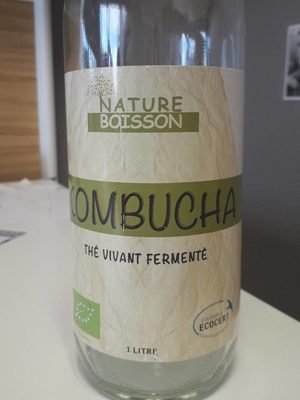 NATURE
BOISSON
KOMBUCHA
THÉ VIVANT FERMENTÉ
ECOCERT
1 LITRE